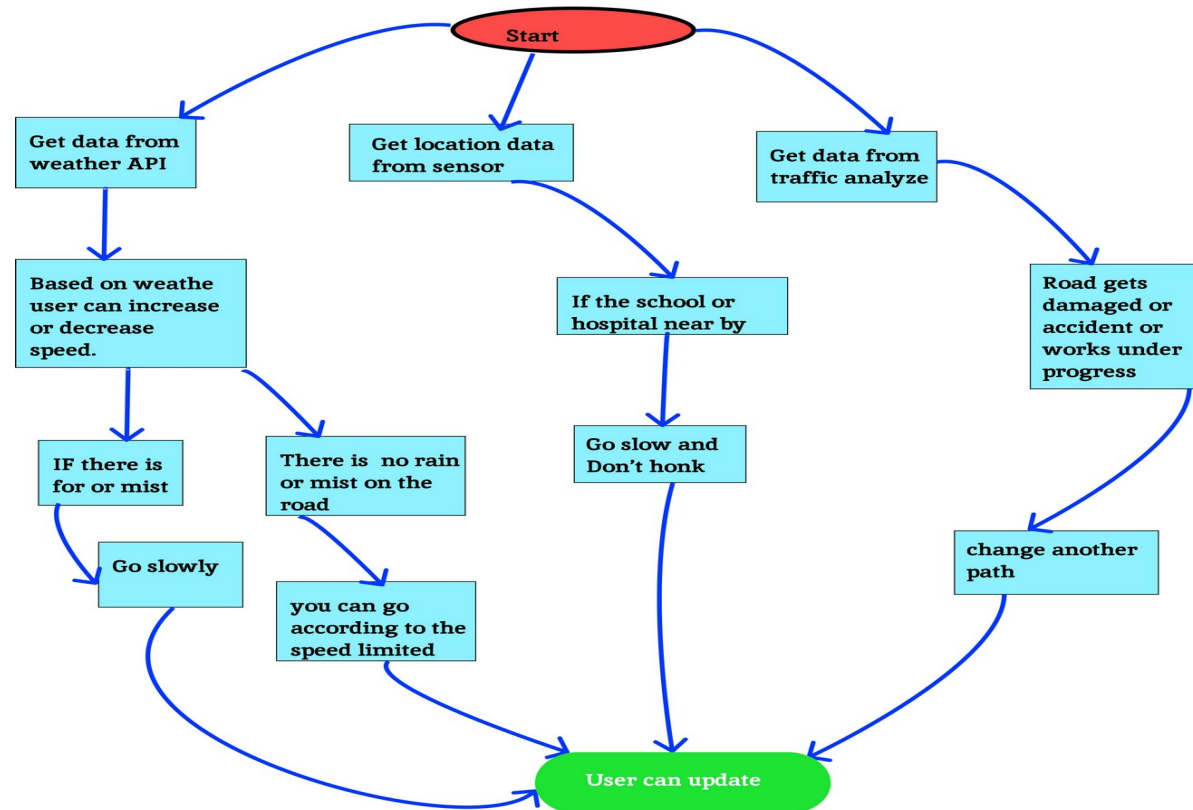 Start
Get data from
weather API
Get location data
from sensor
Get data from
traffic analyze
Based on weathe
user can increase
or decrease
speed.
If the school or
hospital near by
Road gets
damaged or
accident or
works under
progress
IF there is
for or mist
There is  no rain
or mist on the
road
Go slow and
Don't honk
Go slowly
you can go
according to the
speed limited
change another
path
User can update